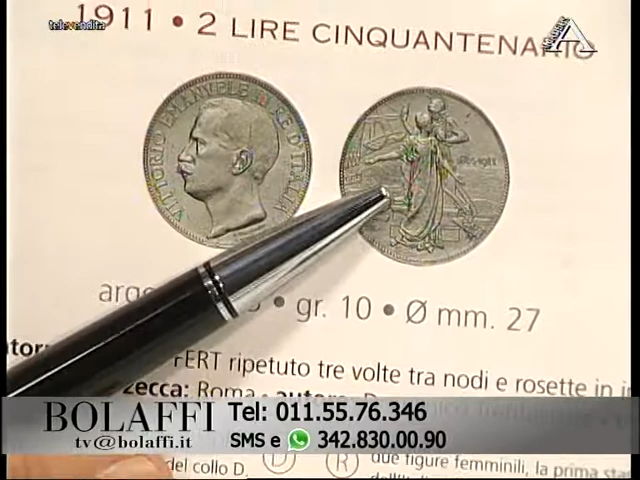 televendita
1911 • 2 LIRE CINQUANTENARIO
VITTORIO EMANUELE III RE D'ITALIA
• gr. 10 • Ø mm. 27
FERT ripetuto tre volte tra nodi e rosette in
zecca: Roma
BOLAFFI
tv@bolaffi.it
Tel: 011.55.76.346
SMS e 342.830.00.90
del collo D.
R
due figure femminili, la prima